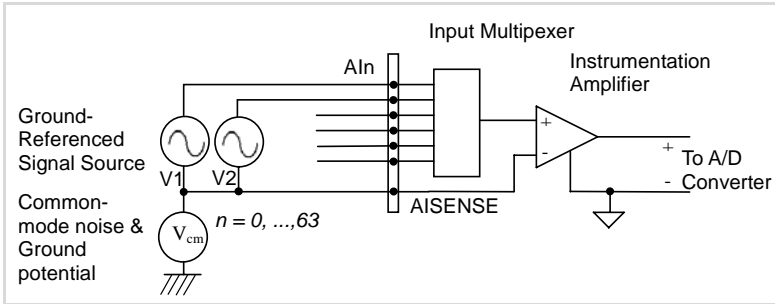 Input Multipexer
Instrumentation
Amplifier
AIn
Ground-
Referenced
Signal Source
V1
V2
+
-
+
-
To A/D
Converter
AISENSE
Common-
mode noise &
Ground
potential
Vcm
n = 0, ...,63